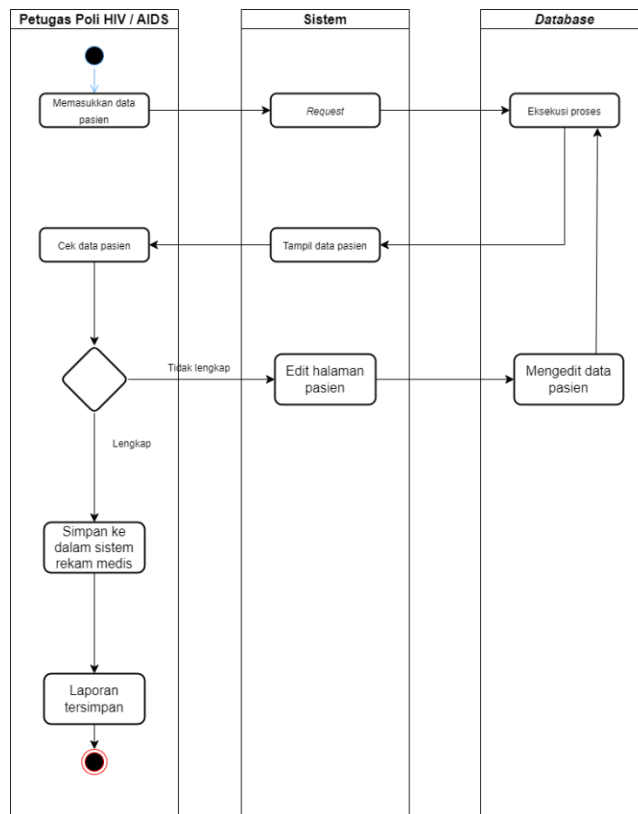 Petugas Poli HIV / AIDS
Sistem
Database
Memasukkan data
pasien
Request
Eksekusi proses
Cek data pasien
Tampil data pasien
Tidak lengkap
Edit halaman
pasien
Mengedit data
pasien
Lengkap
Simpan ke
dalam sistem
rekam medis
Laporan
tersimpan